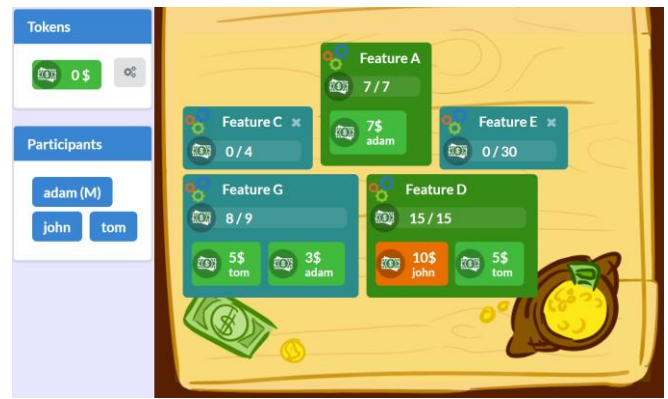 Tokens
0 $
Participants
adam (M)
john
tom
Feature A
7 / 7
7$
adam
Feature C ×
0 / 4
Feature E ×
0 / 30
Feature G
8 / 9
5$
tom
3$
adam
Feature D
15 / 15
10$
john
5$
tom